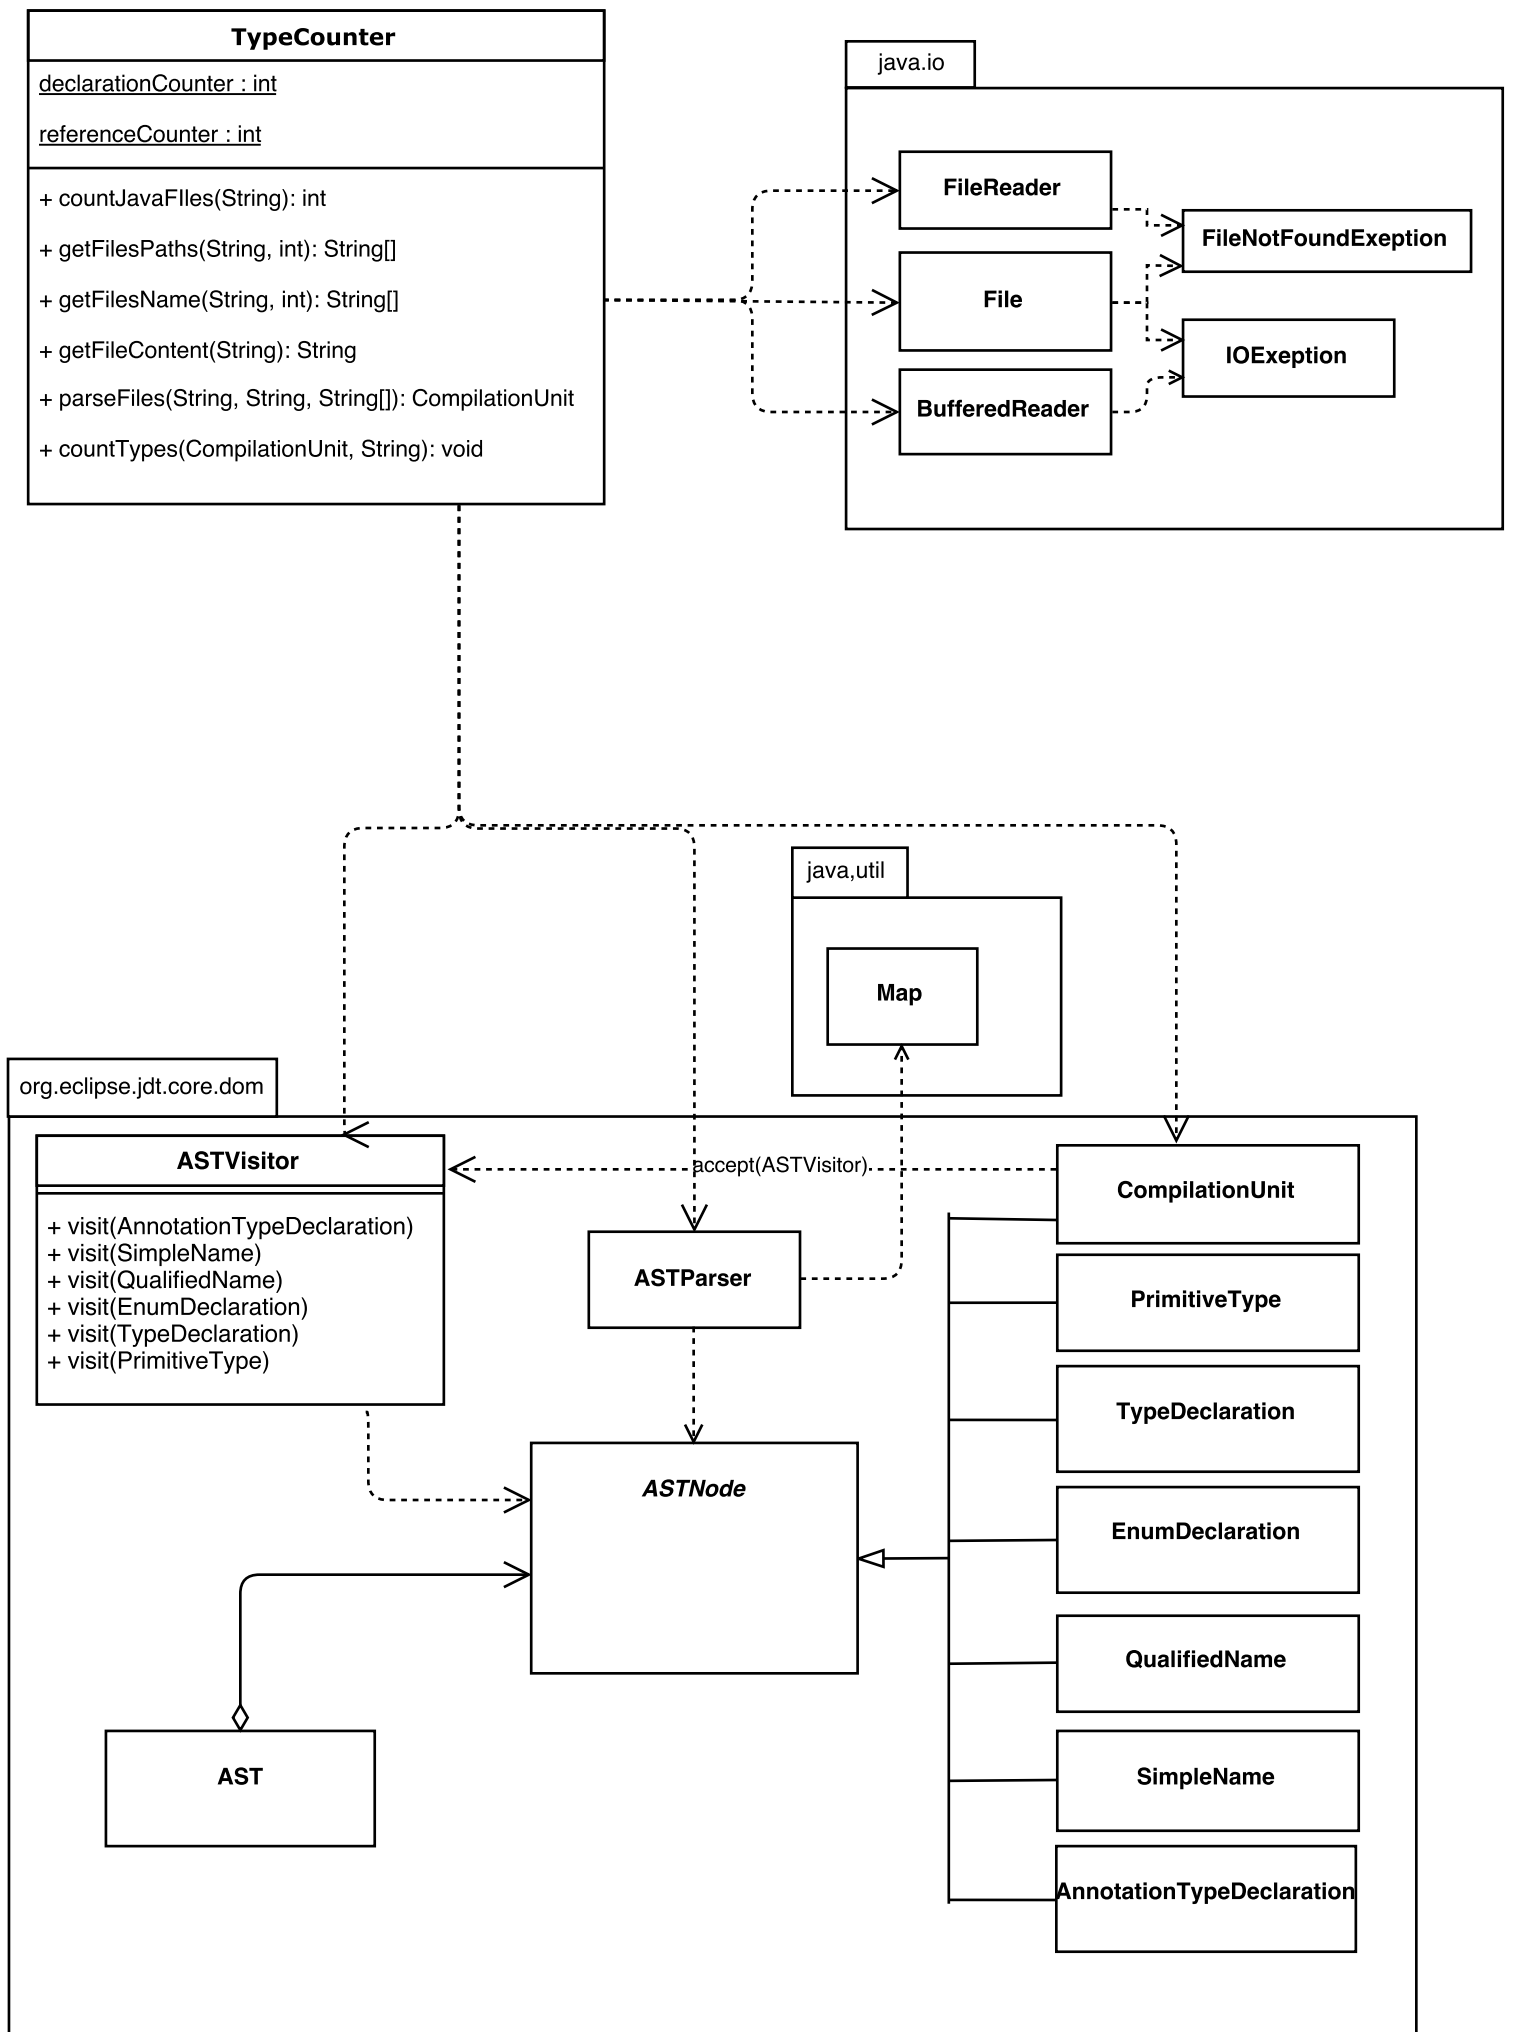 TypeCounter
declarationCounter : int
referenceCounter : int
+ countJavaFIles(String): int
+ getFilesPaths(String, int): String[]
+ getFilesName(String, int): String[]
+ getFileContent(String): String
+ parseFiles(String, String, String[]): CompilationUnit
+ countTypes(CompilationUnit, String): void
java.io
FileReader
FileNotFoundExeption
File
IOExeption
BufferedReader
java,util
Map
org.eclipse.jdt.core.dom
ASTVisitor
+ visit(AnnotationTypeDeclaration)
+ visit(SimpleName)
+ visit(QualifiedName)
+ visit(EnumDeclaration)
+ visit(TypeDeclaration)
+ visit(PrimitiveType)
accept(ASTVisitor)
ASTParser
ASTNode
AST
CompilationUnit
PrimitiveType
TypeDeclaration
EnumDeclaration
QualifiedName
SimpleName
AnnotationTypeDeclaration